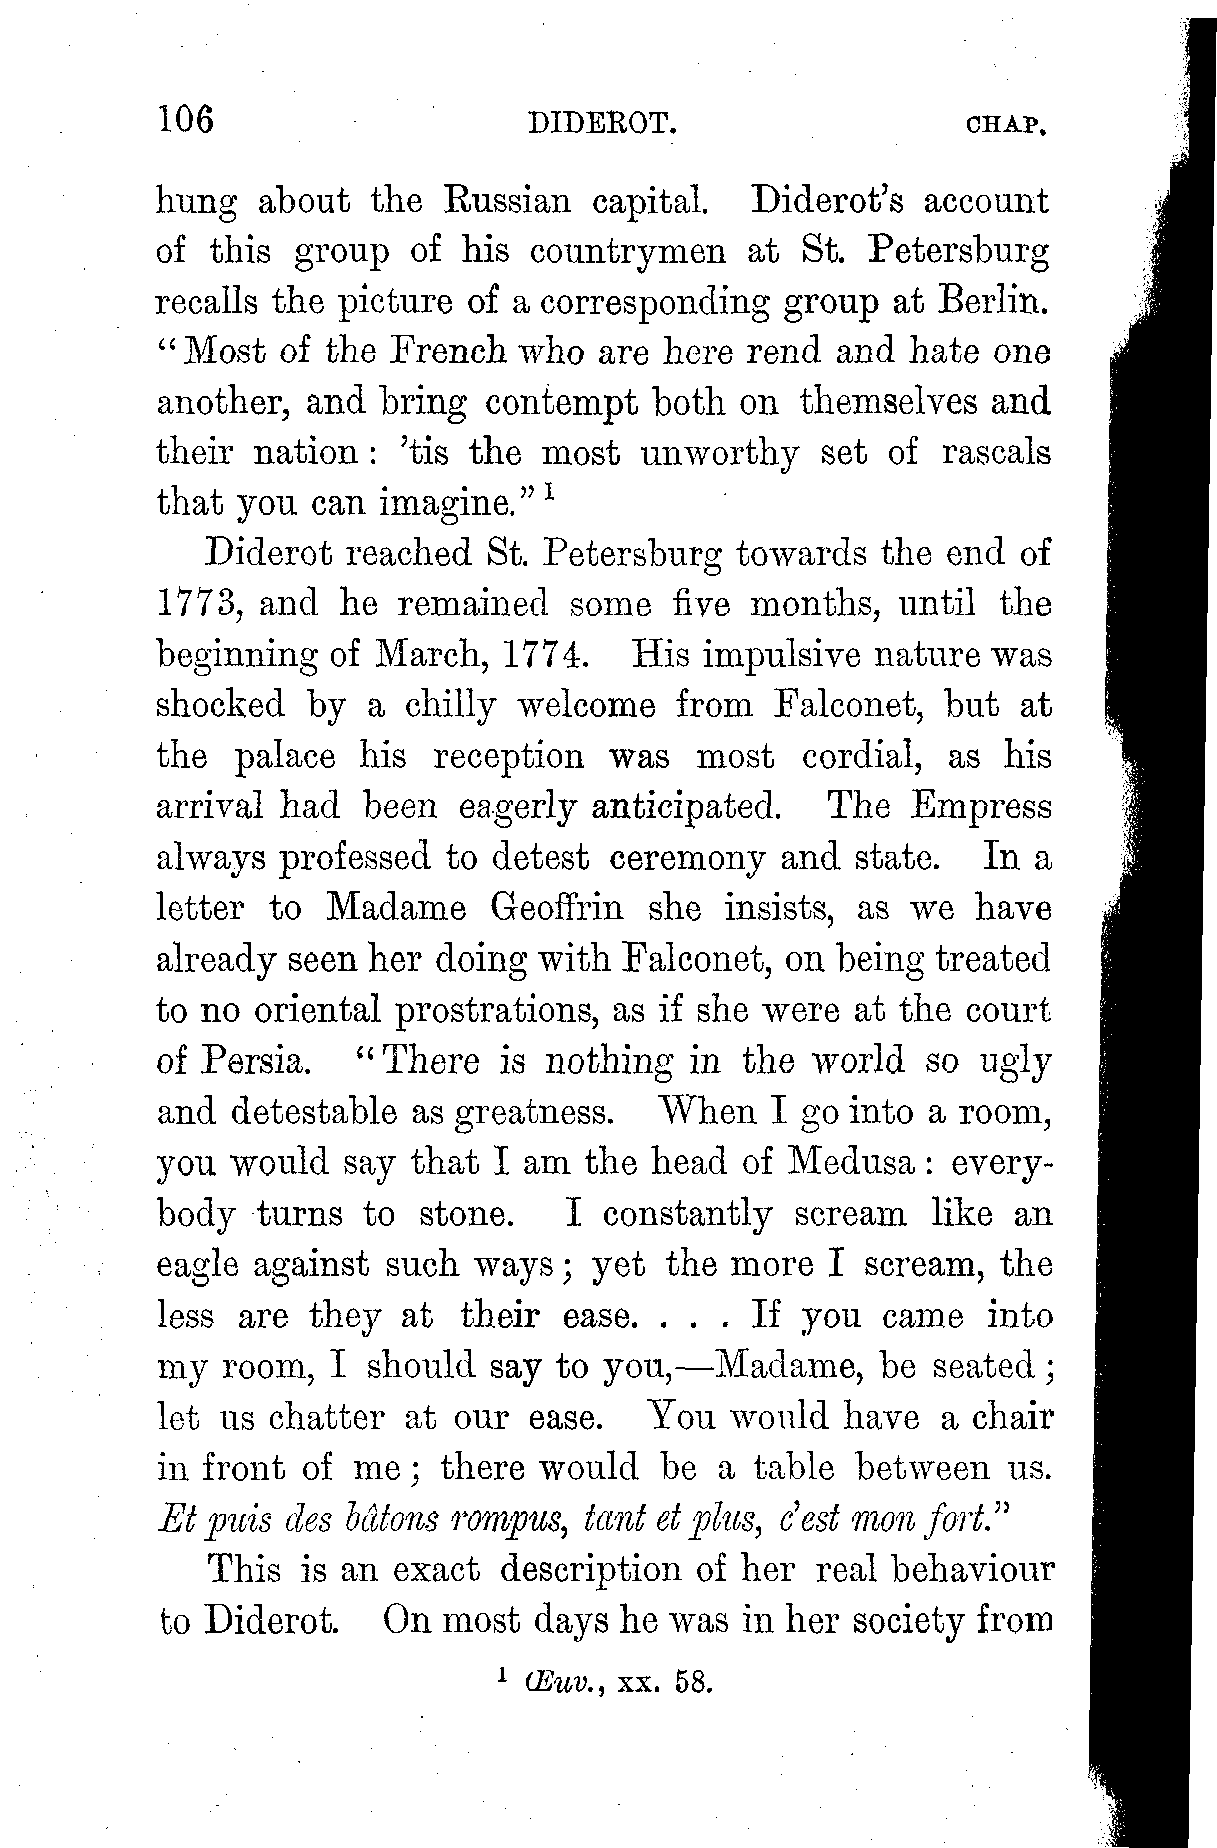 106 DIDEROT. CHAP.
hung about the Russian capital. Diderot's account
of this group of his countrymen at St. Petersburg
recalls the picture of a corresponding group at Berlin.
“Most of the French who are here rend and hate one
another, and bring contempt both on themselves and
their nation: 'tis the most unworthy set of rascals
that you can imagine.” 1
Diderot reached St. Petersburg towards the end of
1773, and he remained some five months, until the
beginning of March, 1774. His impulsive nature was
shocked by a chilly welcome from Falconet, but at
the palace his reception was most cordial, as his
arrival had been eagerly anticipated. The Empress
always professed to detest ceremony and state. In a
letter to Madame Geoffrin she insists, as we have
already seen her doing with Falconet, on being treated
to no oriental prostrations, as if she were at the court
of Persia. “There is nothing in the world so ugly
and detestable as greatness. When I go into a room,
you would say that I am the head of Medusa: every-
body turns to stone. I constantly scream like an
eagle against such ways; yet the more I scream, the
less are they at their ease. . . . If you came into
my room, I should say to you,—Madame, be seated;
let us chatter at our ease. You would have a chair
in front of me; there would be a table between us.
Et puis des bâtons rompus, tant et plus, c'est mon fort.”
This is an exact description of her real behaviour
to Diderot. On most days he was in her society from
1 Œuv., xx. 58.